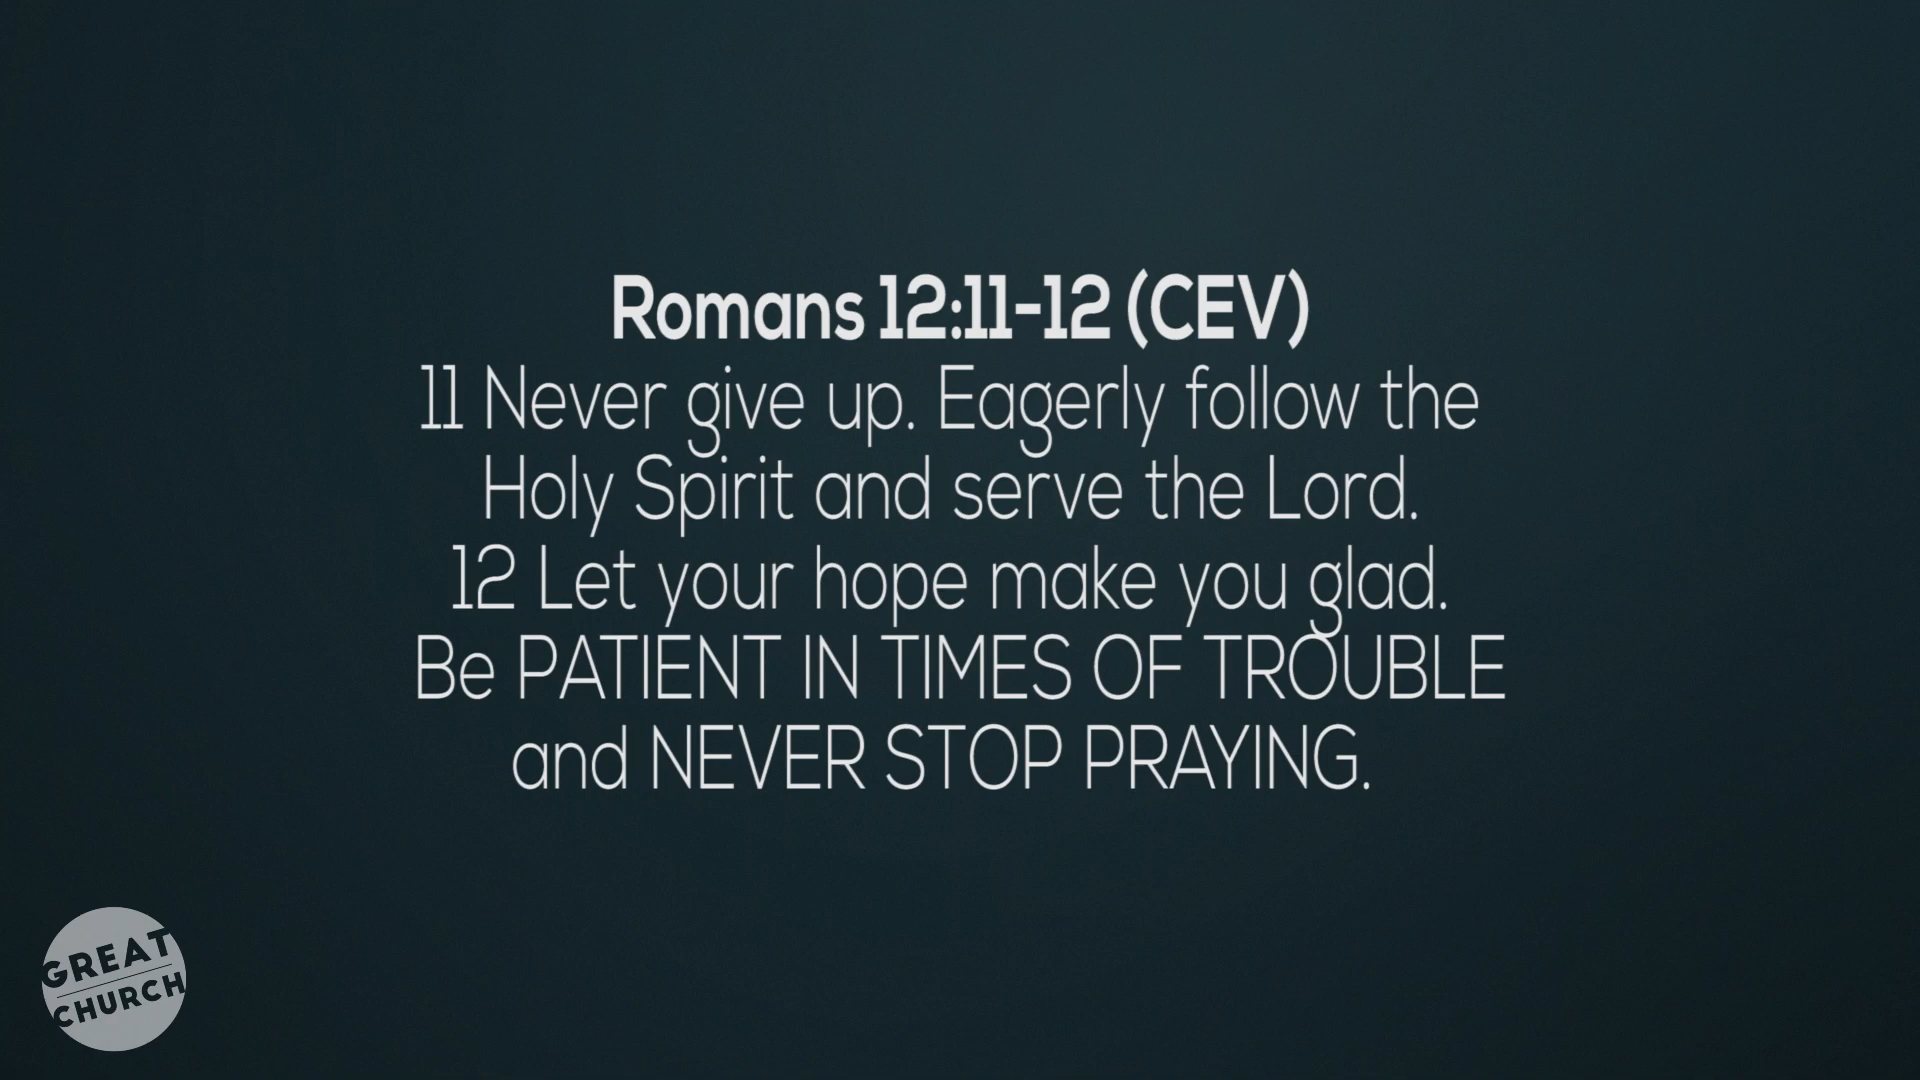 Romans 12:11-12 (CEV)
11 Never give up. Eagerly follow the
Holy Spirit and serve the Lord.
12 Let your hope make you glad.
Be PATIENT IN TIMES OF TROUBLE
and NEVER STOP PRAYING.
GREAT
CHURCH